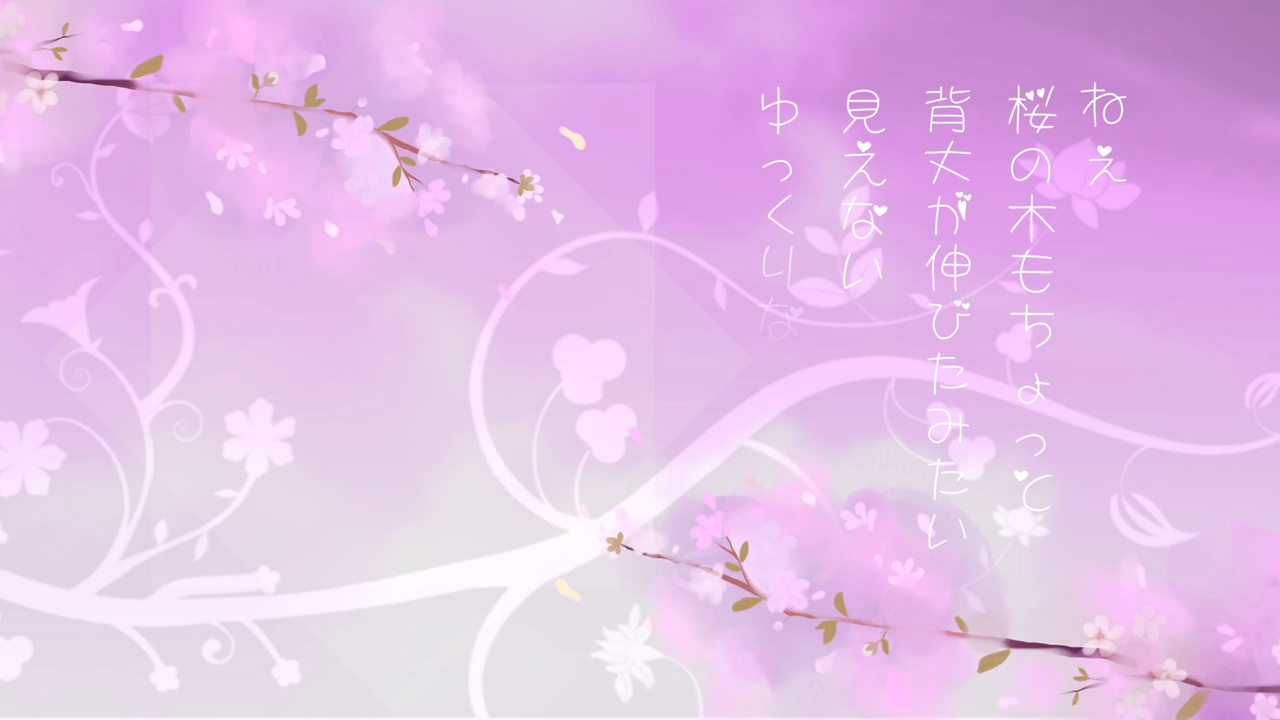 ねえ
桜の木もちょっと
背丈が伸びたみたい
見えない
ゆっくりな